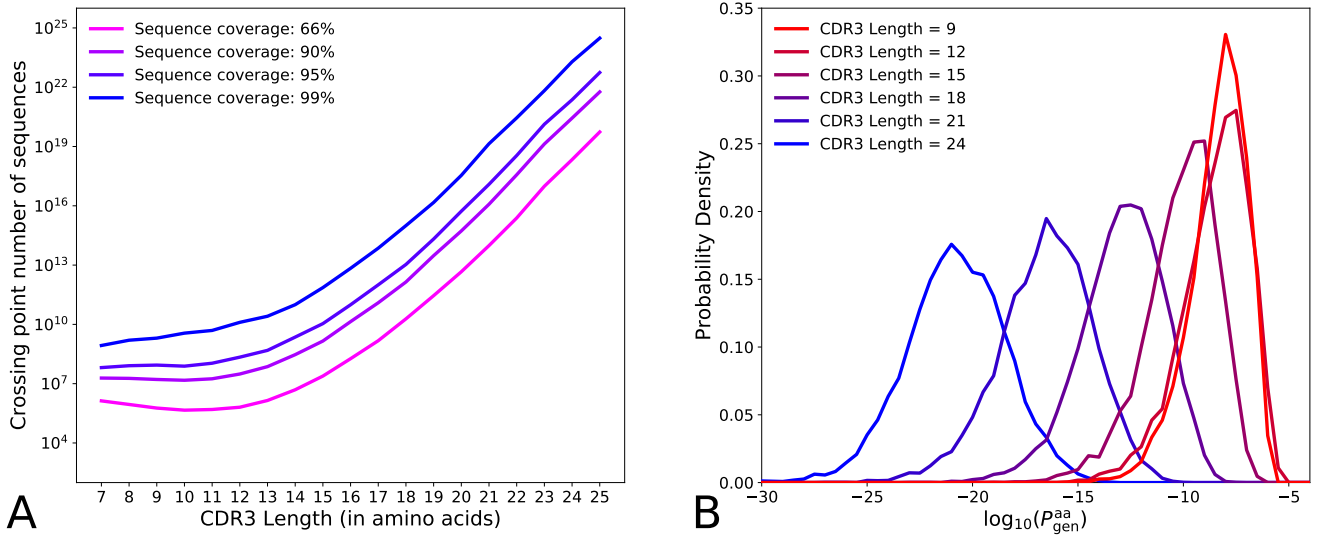 Crossing point number of sequences
10^25
10^22
10^19
10^16
10^13
10^10
10^7
10^4
Sequence coverage: 66%
Sequence coverage: 90%
Sequence coverage: 95%
Sequence coverage: 99%
7 8 9 10 11 12 13 14 15 16 17 18 19 20 21 22 23 24 25
CDR3 Length (in amino acids)
A
Probability Density
0.35
0.30
0.25
0.20
0.15
0.10
0.05
0.00
CDR3 Length = 9
CDR3 Length = 12
CDR3 Length = 15
CDR3 Length = 18
CDR3 Length = 21
CDR3 Length = 24
−30 −25 −20 −15 −10 −5
log10(P_gen^aa)
B